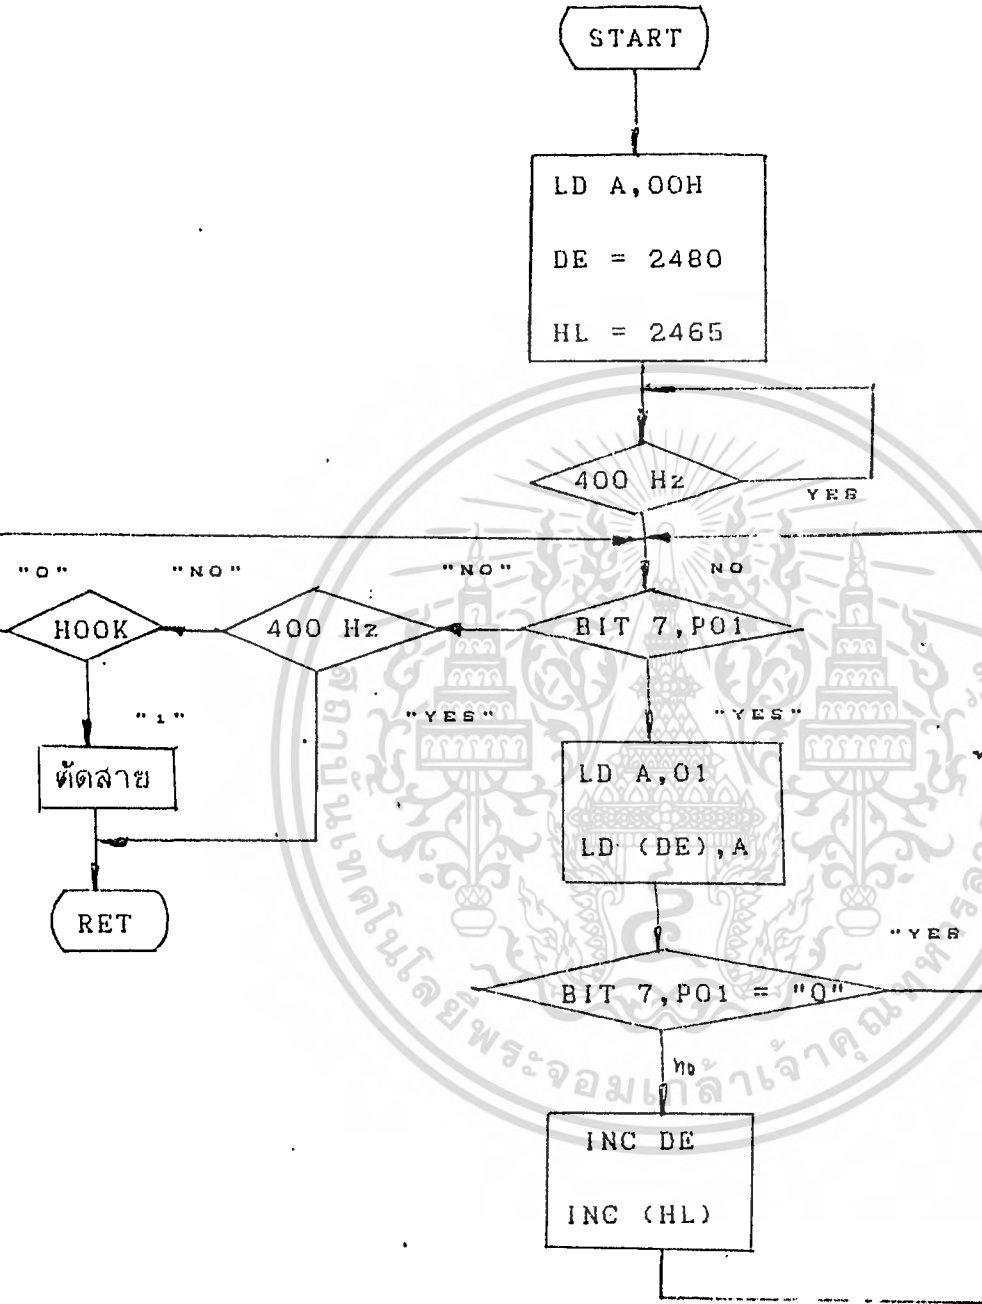 START
LD A,00H
DE = 2480
HL = 2465
400 Hz
YES
"0"
"NO"
"NO"
NO
HOOK
400 Hz
BIT 7,P01
"1"
"YES"
"YES"
ตัดสาย
LD A,01
LD (DE),A
RET
"YES
BIT 7,P01 = "0"
no
INC DE
INC (HL)